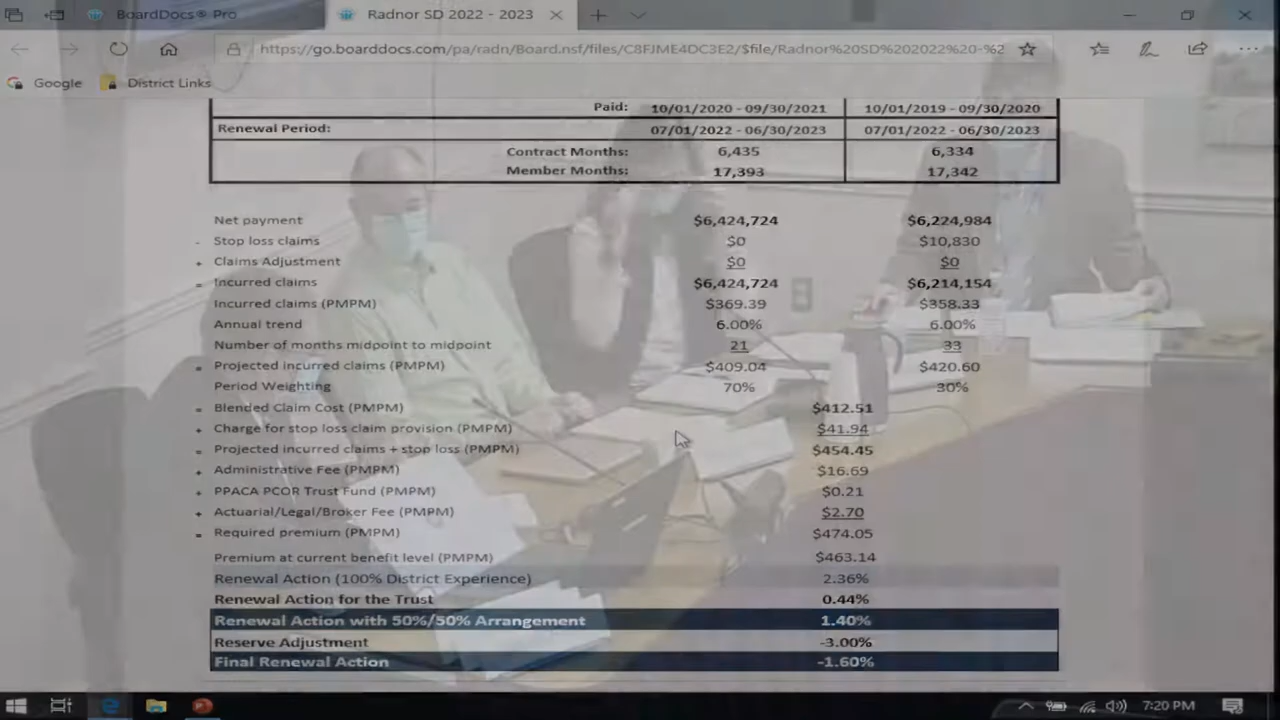 BoardDocs® Pro
Radnor SD 2022 - 2023
https://go.boarddocs.com/pa/radn/Board.nsf/files/C8FJME4DC3E2/$file/Radnor%20SD%202022%20-%2
Google District Links
Paid: 10/01/2020 - 09/30/2021 10/01/2019 - 09/30/2020
Renewal Period: 07/01/2022 - 06/30/2023 07/01/2022 - 06/30/2023
Contract Months: 6,435 6,334
Member Months: 17,393 17,342
Net payment $6,424,724 $6,224,984
- Stop loss claims $0 $10,830
+ Claims Adjustment $0 $0
= Incurred claims $6,424,724 $6,214,154
Incurred claims (PMPM) $369.39 $358.33
Annual trend 6.00% 6.00%
Number of months midpoint to midpoint 21 33
= Projected incurred claims (PMPM) $409.04 $420.60
Period Weighting 70% 30%
= Blended Claim Cost (PMPM) $412.51
+ Charge for stop loss claim provision (PMPM) $41.94
= Projected incurred claims + stop loss (PMPM) $454.45
+ Administrative Fee (PMPM) $16.69
+ PPACA PCOR Trust Fund (PMPM) $0.21
+ Actuarial/Legal/Broker Fee (PMPM) $2.70
= Required premium (PMPM) $474.05
Premium at current benefit level (PMPM) $463.14
Renewal Action (100% District Experience) 2.36%
Renewal Action for the Trust 0.44%
Renewal Action with 50%/50% Arrangement 1.40%
Reserve Adjustment -3.00%
Final Renewal Action -1.60%
7:20 PM